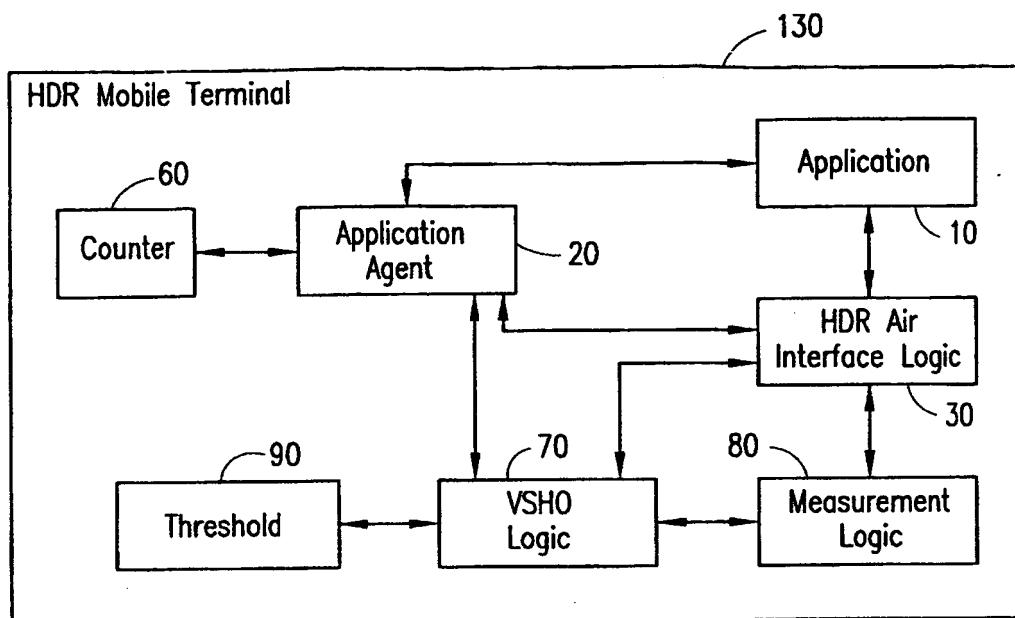 130
HDR Mobile Terminal
60
Counter
Application
Agent
20
Application
10
HDR Air
Interface Logic
30
90
Threshold
70
VSHO
Logic
80
Measurement
Logic